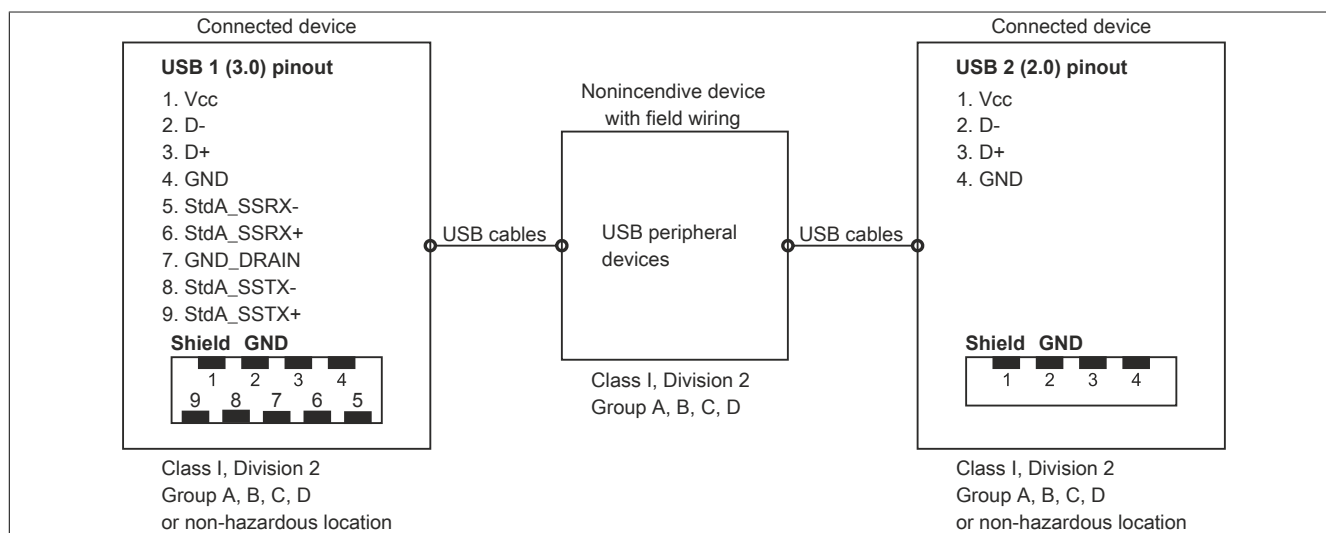 Connected device
USB 1 (3.0) pinout
1. Vcc
2. D-
3. D+
4. GND
5. StdA_SSRX-
6. StdA_SSRX+
7. GND_DRAIN
8. StdA_SSTX-
9. StdA_SSTX+
Shield GND
1 2 3 4
9 8 7 6 5
Class I, Division 2
Group A, B, C, D
or non-hazardous location
USB cables
Nonincendive device
with field wiring
USB peripheral
devices
Class I, Division 2
Group A, B, C, D
USB cables
Connected device
USB 2 (2.0) pinout
1. Vcc
2. D-
3. D+
4. GND
Shield GND
1 2 3 4
Class I, Division 2
Group A, B, C, D
or non-hazardous location